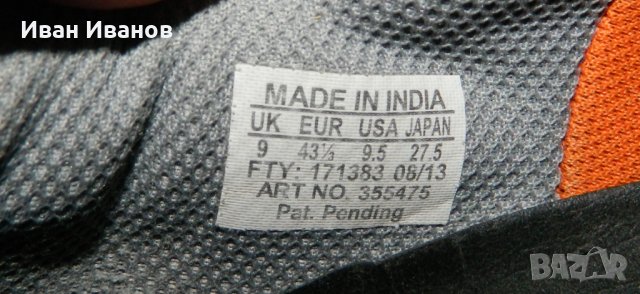 Иван Иванов
MADE IN INDIA
UK EUR USA JAPAN
9 43⅓ 9.5 27.5
FTY: 171383 08/13
ART NO. 355475
Pat. Pending
BAZAR